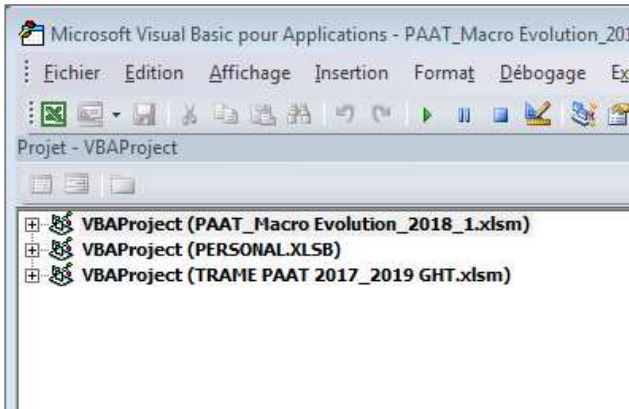 Microsoft Visual Basic pour Applications - PAAT_Macro Evolution_201
Fichier Edition Affichage Insertion Format Débogage Ex
Projet - VBAProject
VBAProject (PAAT_Macro Evolution_2018_1.xlsm)
VBAProject (PERSONAL.XLSB)
VBAProject (TRAME PAAT 2017_2019 GHT.xlsm)